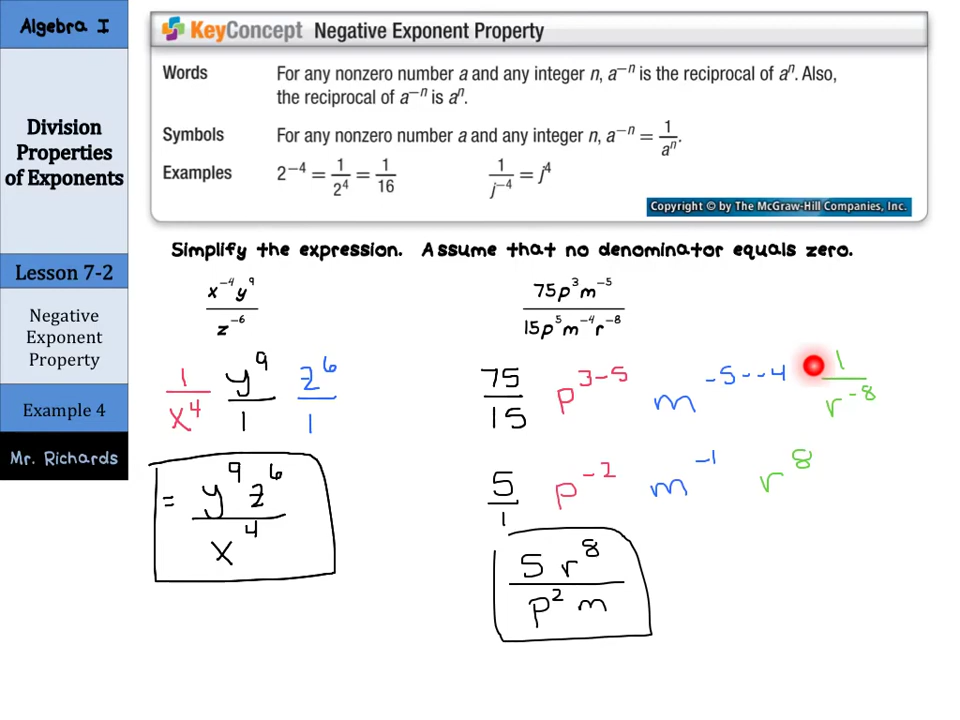 Algebra I
Division
Properties
of Exponents
Lesson 7-2
Negative
Exponent
Property
Example 4
Mr. Richards
KeyConcept Negative Exponent Property
Words For any nonzero number a and any integer n, a⁻ⁿ is the reciprocal of aⁿ. Also,
the reciprocal of a⁻ⁿ is aⁿ.
Symbols For any nonzero number a and any integer n, a⁻ⁿ = 1/aⁿ.
Examples 2⁻⁴ = 1/2⁴ = 1/16 1/j⁻⁴ = j⁴
Copyright © by The McGraw-Hill Companies, Inc.
Simplify the expression. Assume that no denominator equals zero.
x⁻⁴y⁹/z⁻⁶
1/x⁴ y⁹/1 z⁶/1
= y⁹z⁶/x⁴
75p³m⁻⁵/15p⁵m⁻⁴r⁻⁸
75/15 p³⁻⁵ m⁻⁵⁻⁻⁴ 1/r⁻⁸
5/1 p⁻² m⁻¹ r⁸
5r⁸/p²m